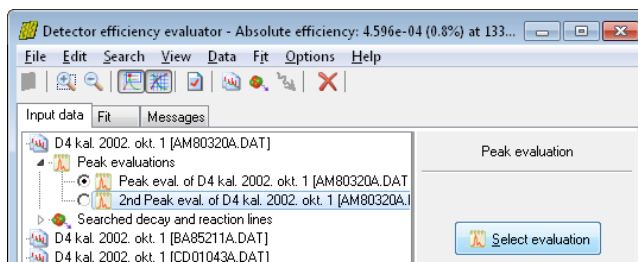 Detector efficiency evaluator - Absolute efficiency: 4.596e-04 (0.8%) at 133...
File Edit Search View Data Fit Options Help
Input data Fit Messages
D4 kal. 2002. okt. 1 [AM80320A.DAT]
Peak evaluation
Peak evaluations
Peak eval. of D4 kal. 2002. okt. 1 [AM80320A.DAT
2nd Peak eval. of D4 kal. 2002. okt. 1 [AM80320A.
Searched decay and reaction lines
D4 kal. 2002. okt. 1 [BA85211A.DAT]
Select evaluation
D4 kal. 2002. okt. 1 [CD01043A.DAT]